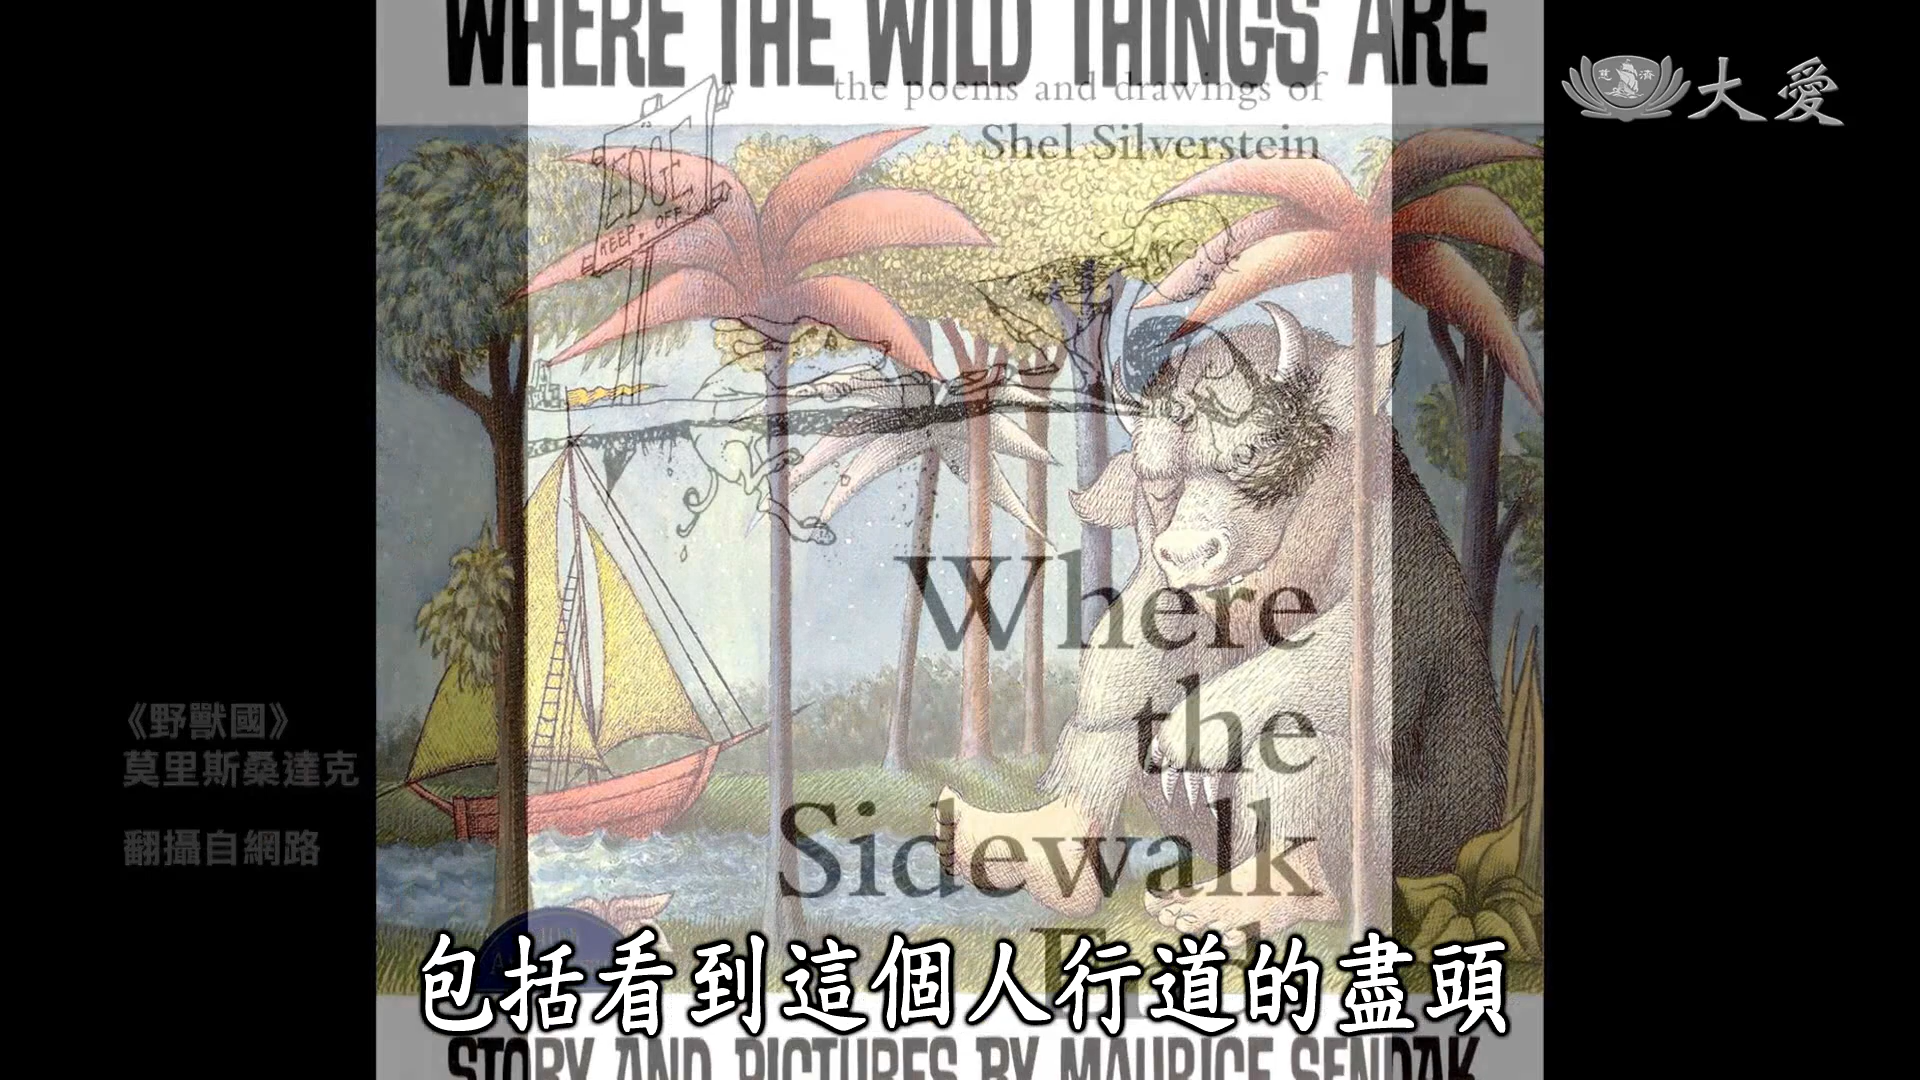 WHERE THE WILD THINGS ARE
the poems and drawings of
Shel Silverstein
EDGE
KEEP OFF
慈濟
大愛
Where
the
Sidewalk
《野獸國》
莫里斯桑達克
翻攝自網路
包括看到這個人行道的盡頭
STORY AND PICTURES BY MAURICE SENDAK